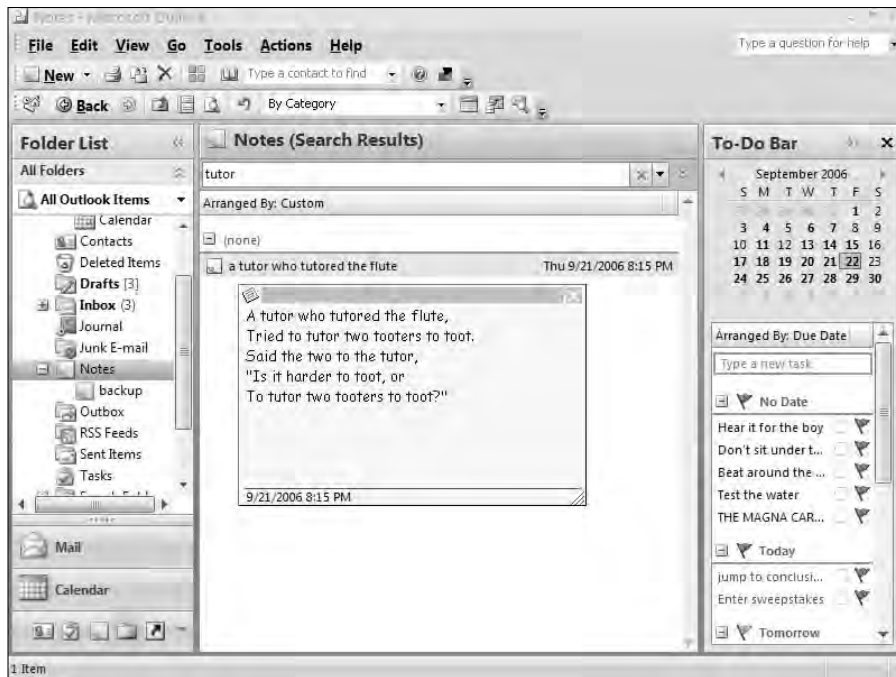 Notes - Microsoft Outlook
File Edit View Go Tools Actions Help
Type a question for help
New
Type a contact to find
Back
By Category
Folder List
All Folders
All Outlook Items
Calendar
Contacts
Deleted Items
Drafts [3]
Inbox (3)
Journal
Junk E-mail
Notes
backup
Outbox
RSS Feeds
Sent Items
Tasks
Mail
Calendar
Notes (Search Results)
tutor
Arranged By: Custom
(none)
a tutor who tutored the flute Thu 9/21/2006 8:15 PM
A tutor who tutored the flute,
Tried to tutor two tooters to toot.
Said the two to the tutor,
"Is it harder to toot, or
To tutor two tooters to toot?"
9/21/2006 8:15 PM
To-Do Bar
September 2006
S M T W T F S
1 2
3 4 5 6 7 8 9
10 11 12 13 14 15 16
17 18 19 20 21 22 23
24 25 26 27 28 29 30
Arranged By: Due Date
Type a new task
No Date
Hear it for the boy
Don't sit under t...
Beat around the ...
Test the water
THE MAGNA CAR...
Today
jump to conclusi...
Enter sweepstakes
Tomorrow
1 Item